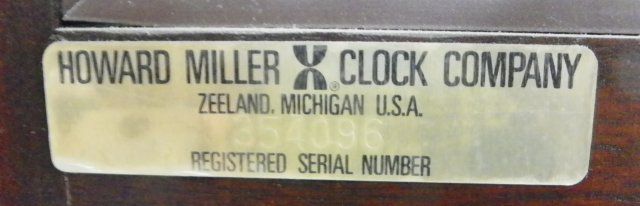 HOWARD MILLER CLOCK COMPANY
ZEELAND, MICHIGAN U.S.A.
354096
REGISTERED SERIAL NUMBER